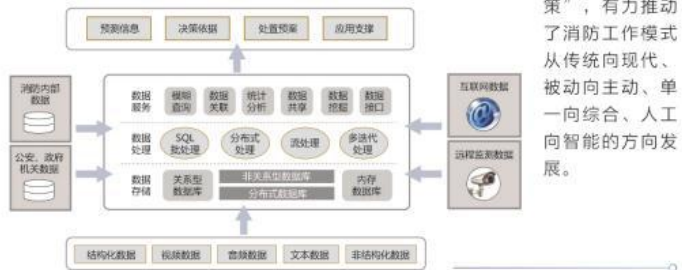 预测信息 决策依据 处置预案 应用支撑
消防内部
数据
公安、政府
机关数据
数据
服务
模糊
查询
数据
关联
统计
分析
数据
共享
数据
挖掘
数据
接口
数据
处理
SQL
批处理
分布式
处理
流处理
多迭代
处理
数据
存储
关系型
数据库
非关系型数据库
分布式数据库
内存
数据库
互联网数据
@
远程监测数据
结构化数据 视频数据 音频数据 文本数据 非结构化数据
策”，有力推动
了消防工作模式
从传统向现代、
被动向主动、单
一向综合、人工
向智能的方向发
展。